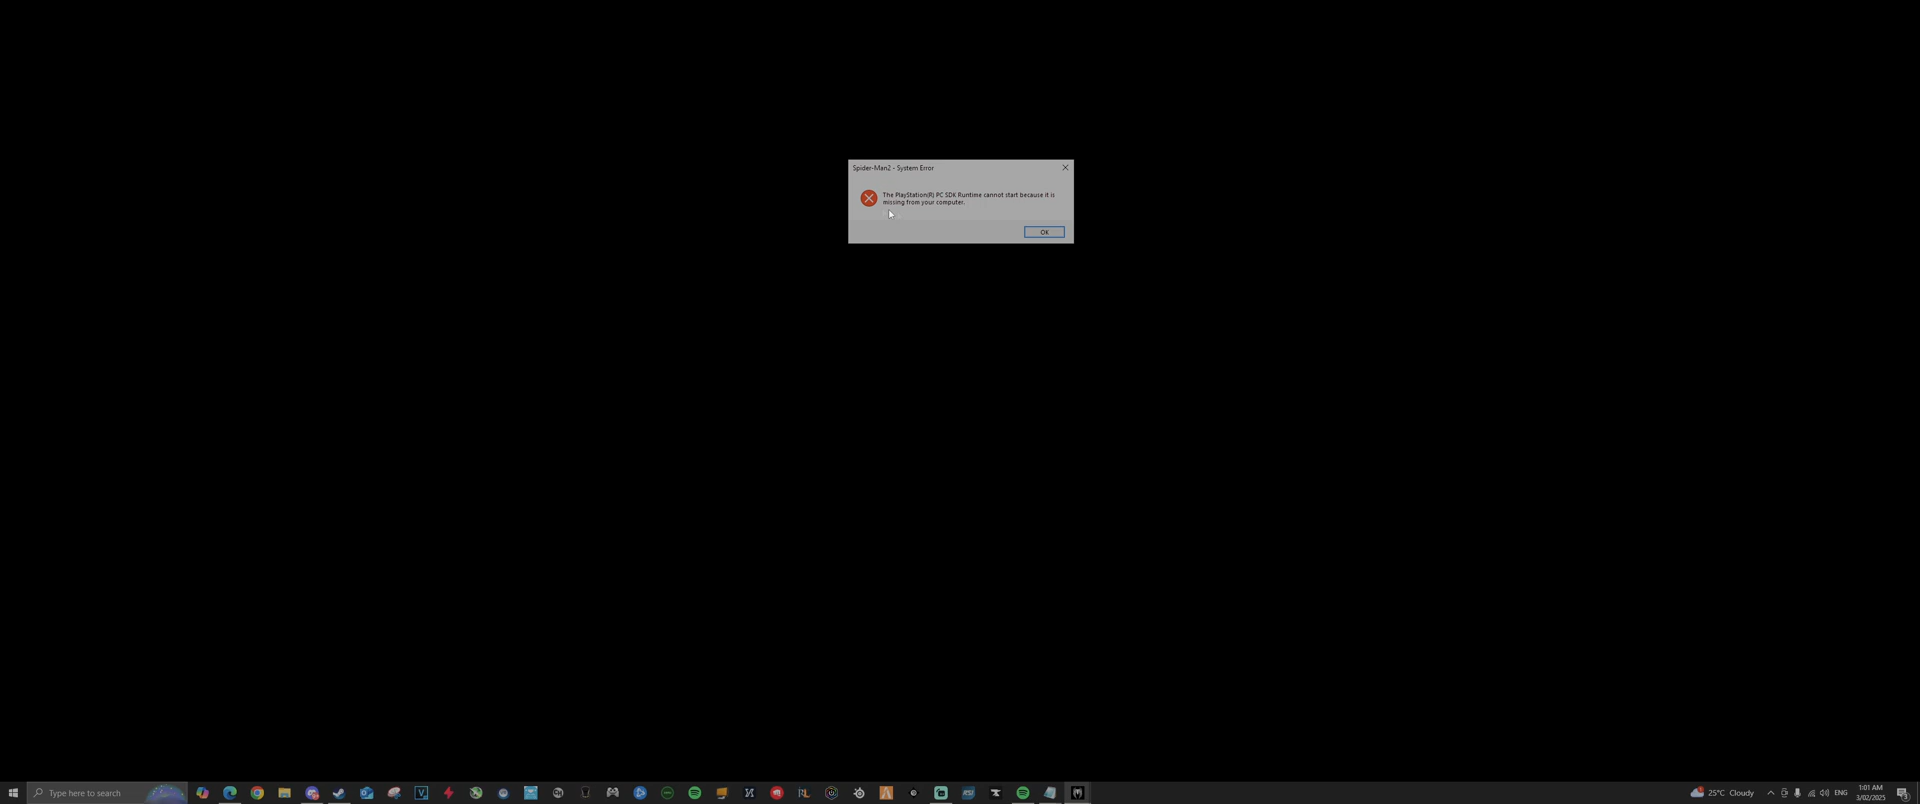 Spider-Man2 - System Error
The PlayStation(R) PC SDK Runtime cannot start because it is
missing from your computer.
OK
Type here to search
25°C Cloudy
ENG
1:01 AM
3/02/2025
3